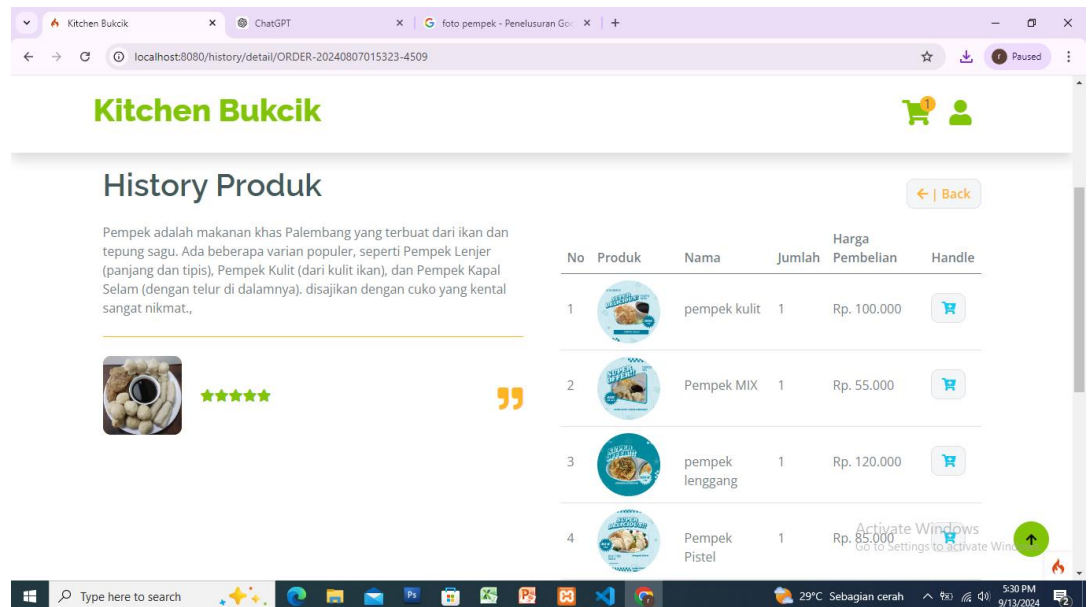 Kitchen Bukcik
ChatGPT
foto pempek - Penelusuran Goo
localhost:8080/history/detail/ORDER-20240807015323-4509
Paused
Kitchen Bukcik
1
History Produk
← | Back
Pempek adalah makanan khas Palembang yang terbuat dari ikan dan
tepung sagu. Ada beberapa varian populer, seperti Pempek Lenjer
(panjang dan tipis), Pempek Kulit (dari kulit ikan), dan Pempek Kapal
Selam (dengan telur di dalamnya). disajikan dengan cuko yang kental
sangat nikmat.,
No Produk Nama Jumlah Harga Pembelian Handle
1 pempek kulit 1 Rp. 100.000
2 Pempek MIX 1 Rp. 55.000
3 pempek lenggang 1 Rp. 120.000
4 Pempek Pistel 1 Rp. 85.000
Activate Windows
Go to Settings to activate Wind
Type here to search
29°C Sebagian cerah
5:30 PM
9/13/2024